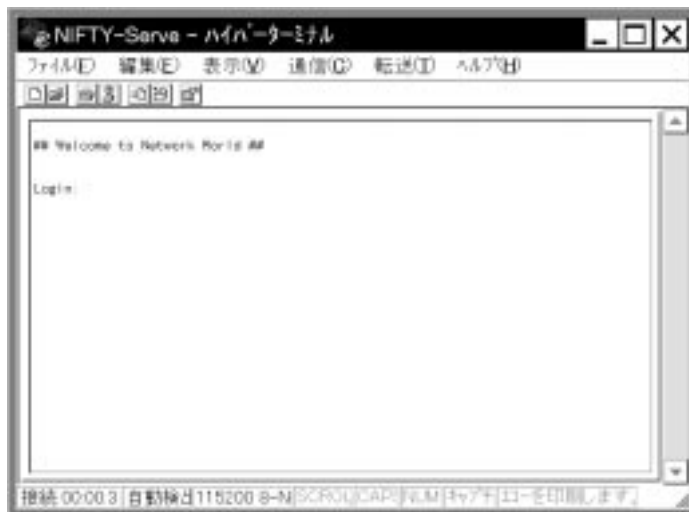 NIFTY-Serve - ハイパーターミナル
ファイル(F) 編集(E) 表示(V) 通信(C) 転送(T) ヘルプ(H)
## Welcome to Network World ##
Login:
接続 00:00:3 自動検出 115200 8-N SCROLL CAPS NUM キャプチ エコーを印刷します。